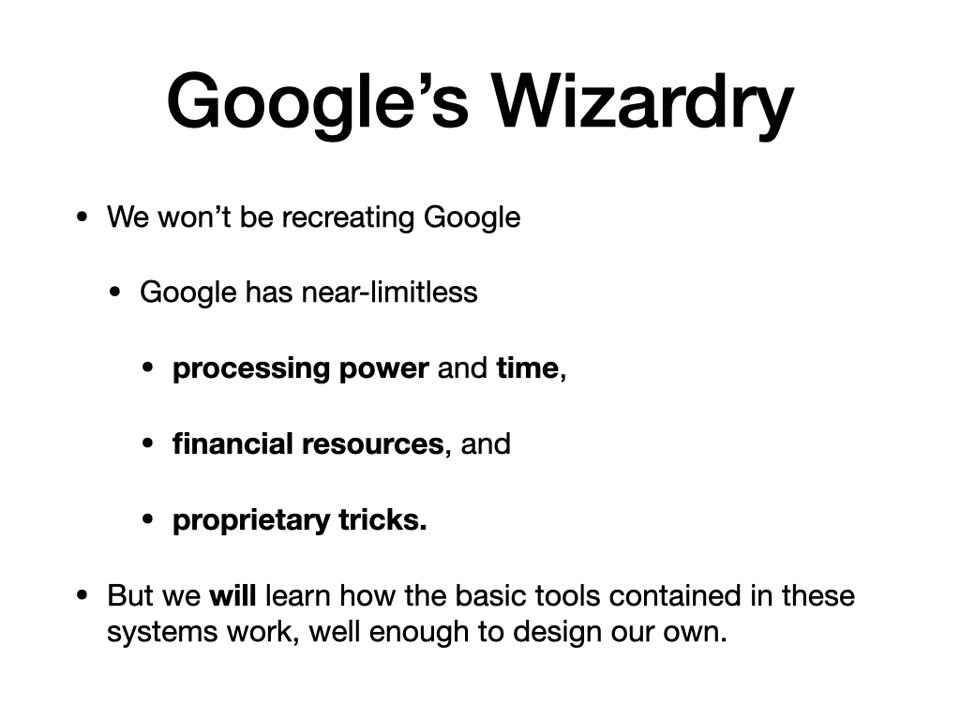 Google’s Wizardry
• We won’t be recreating Google
• Google has near-limitless
• processing power and time,
• financial resources, and
• proprietary tricks.
• But we will learn how the basic tools contained in these
systems work, well enough to design our own.